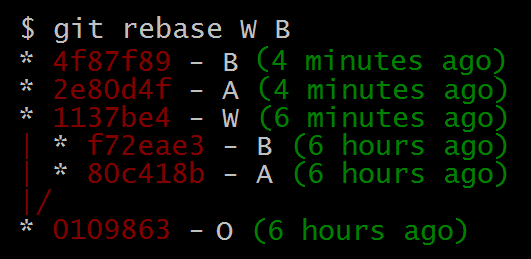 $ git rebase W B
* 4f87f89 - B (4 minutes ago)
* 2e80d4f - A (4 minutes ago)
* 1137be4 - W (6 minutes ago)
| * f72eae3 - B (6 hours ago)
| * 80c418b - A (6 hours ago)
|/
* 0109863 - O (6 hours ago)